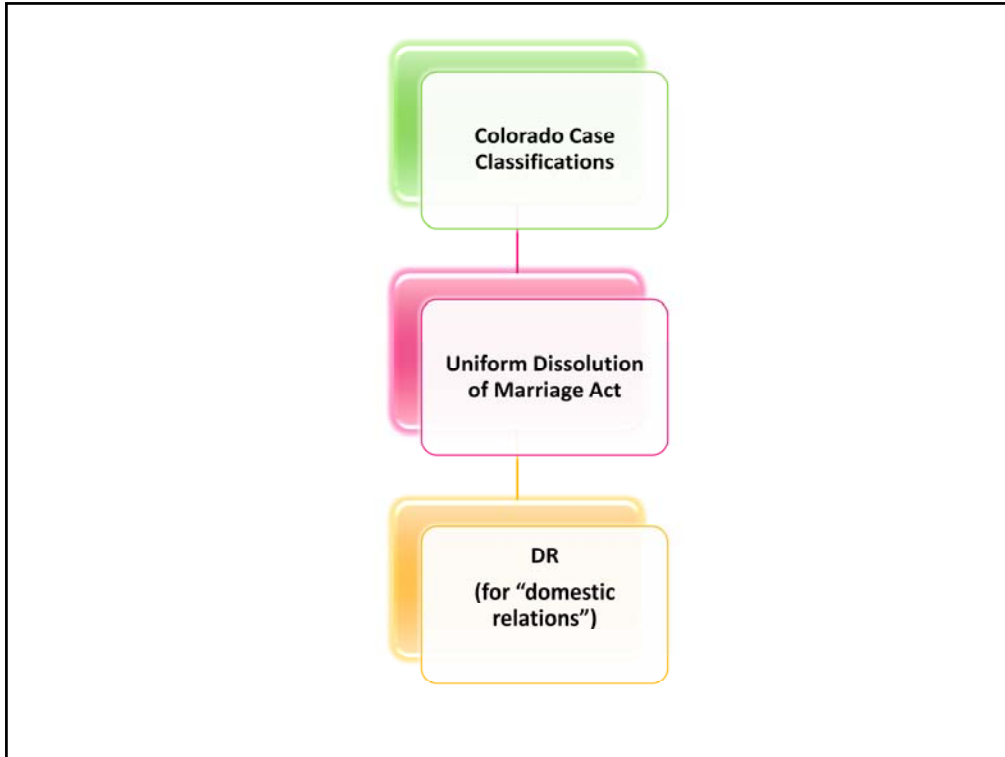 Colorado Case
Classifications
Uniform Dissolution
of Marriage Act
DR
(for “domestic
relations”)